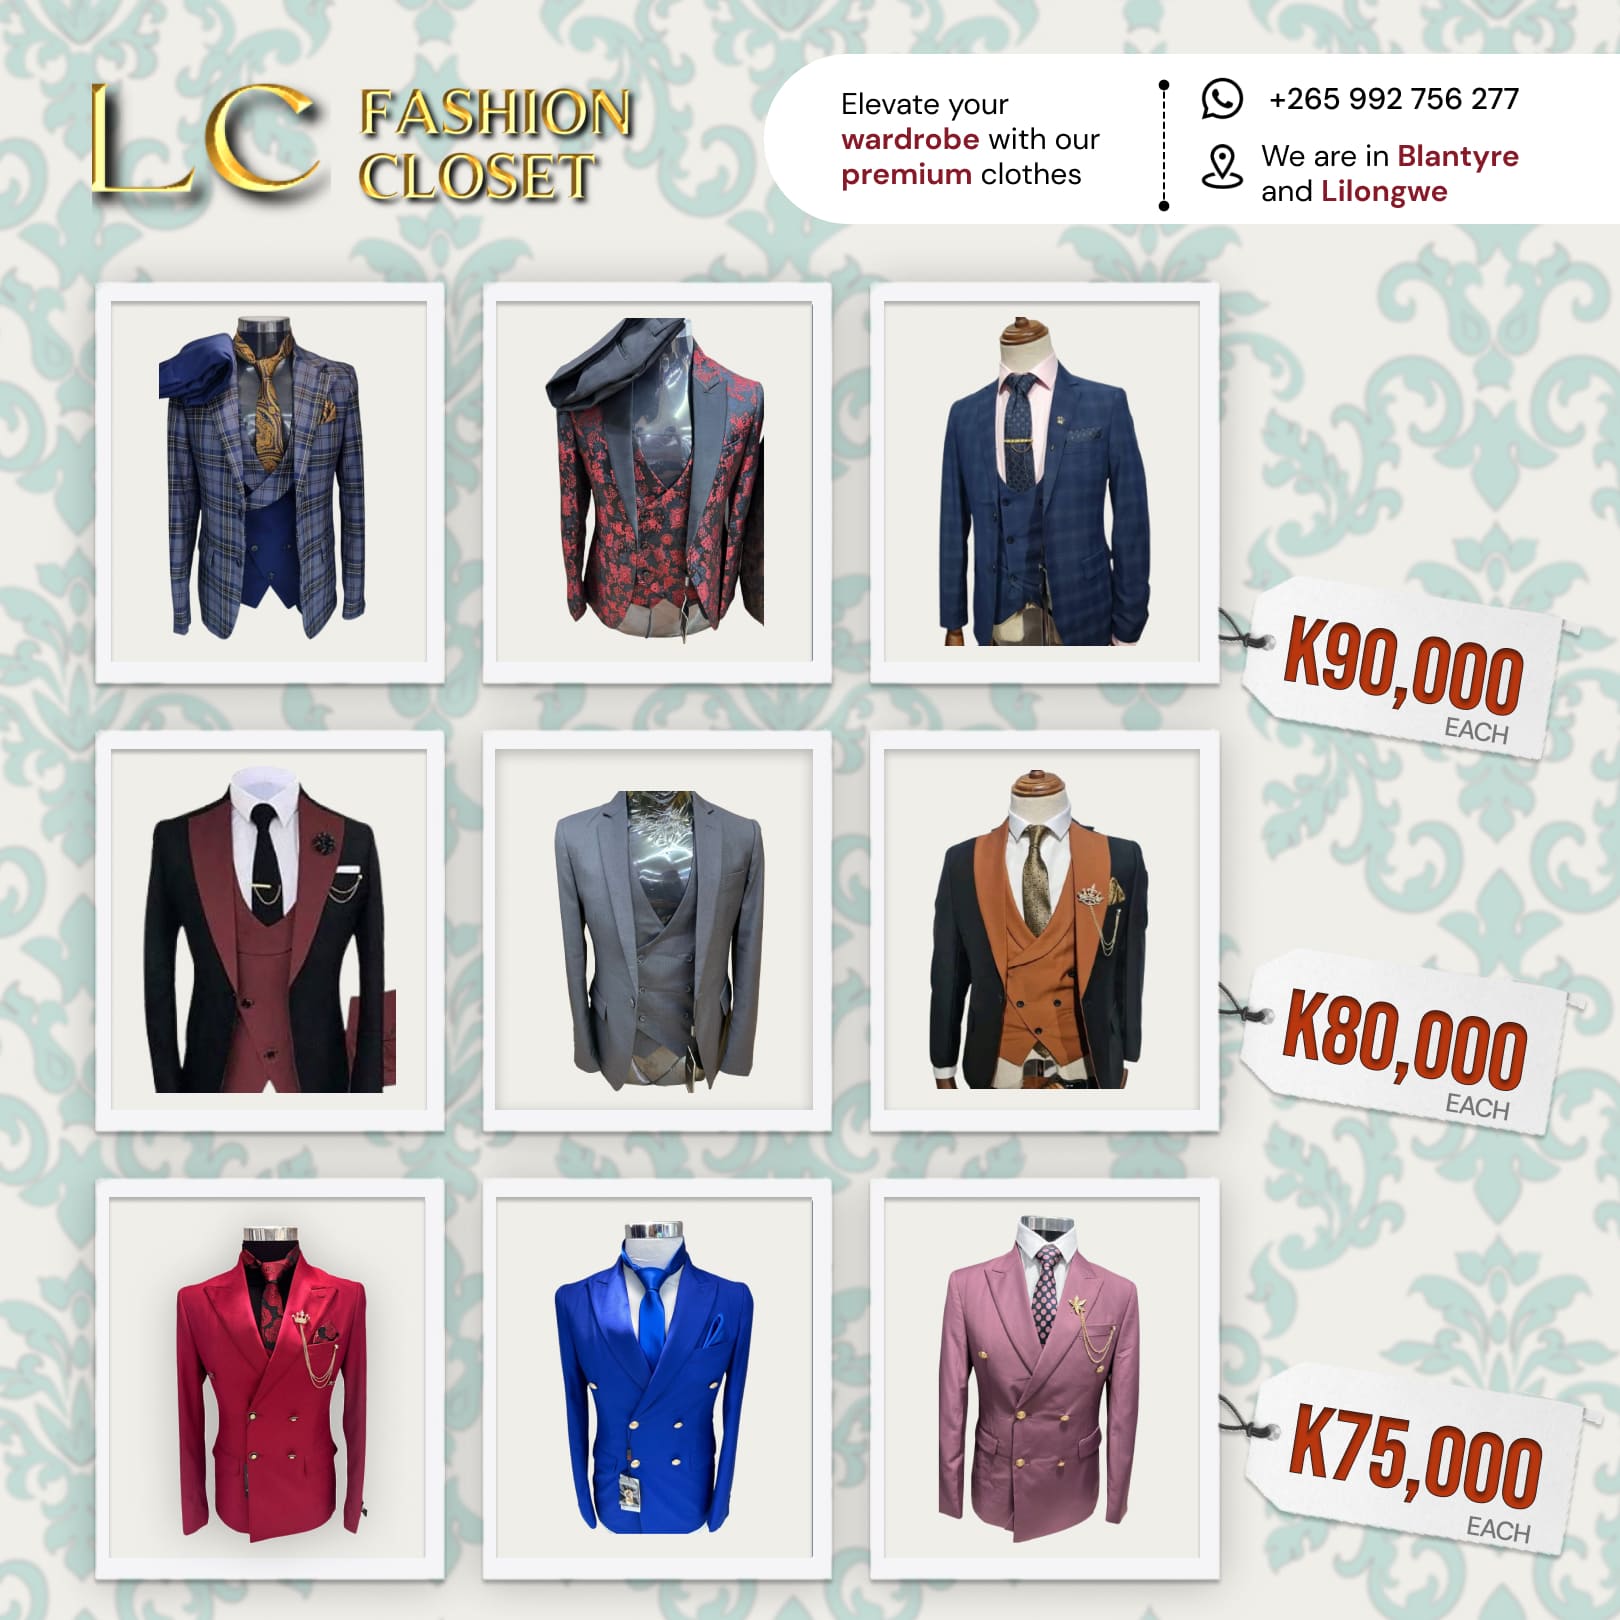 LC FASHION
CLOSET
Elevate your
wardrobe with our
premium clothes
+265 992 756 277
We are in Blantyre
and Lilongwe
K90,000
EACH
K80,000
EACH
K75,000
EACH